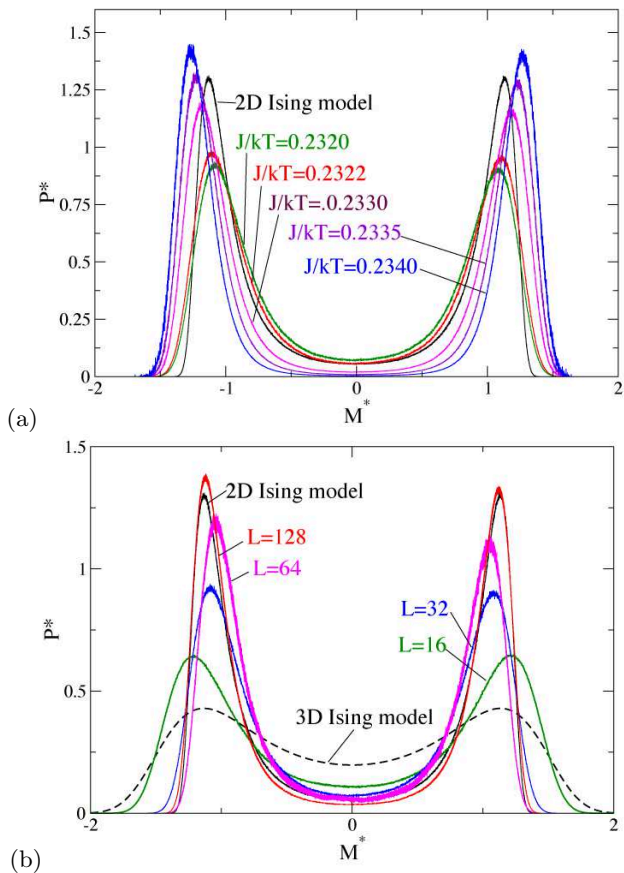 1.5
1.25
1
0.75
0.5
0.25
0
P*
2D Ising model
J/kT=0.2320
J/kT=0.2322
J/kT=.0.2330
J/kT=0.2335
J/kT=0.2340
-2 -1 0 1 2
M*
(a)
1.5
1
0.5
0
P*
2D Ising model
L=128
L=64
L=32
L=16
3D Ising model
-2 -1 0 1 2
M*
(b)